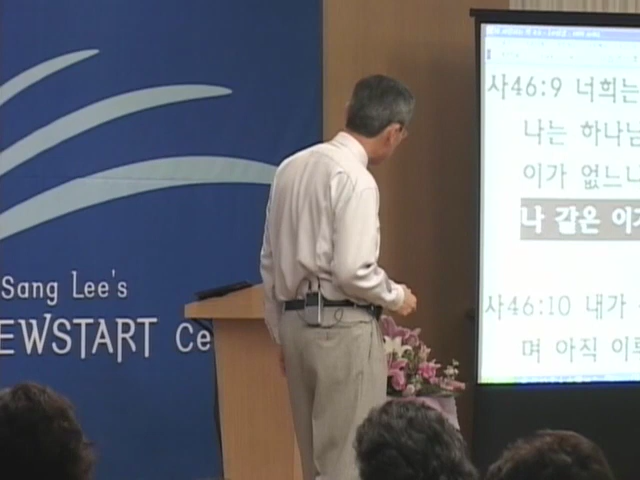 Sang Lee's
EWSTART Ce
사46:9 너희는
나는 하나님
이가 없느니
나 같은 이가
사46:10 내가
며 아직 이루